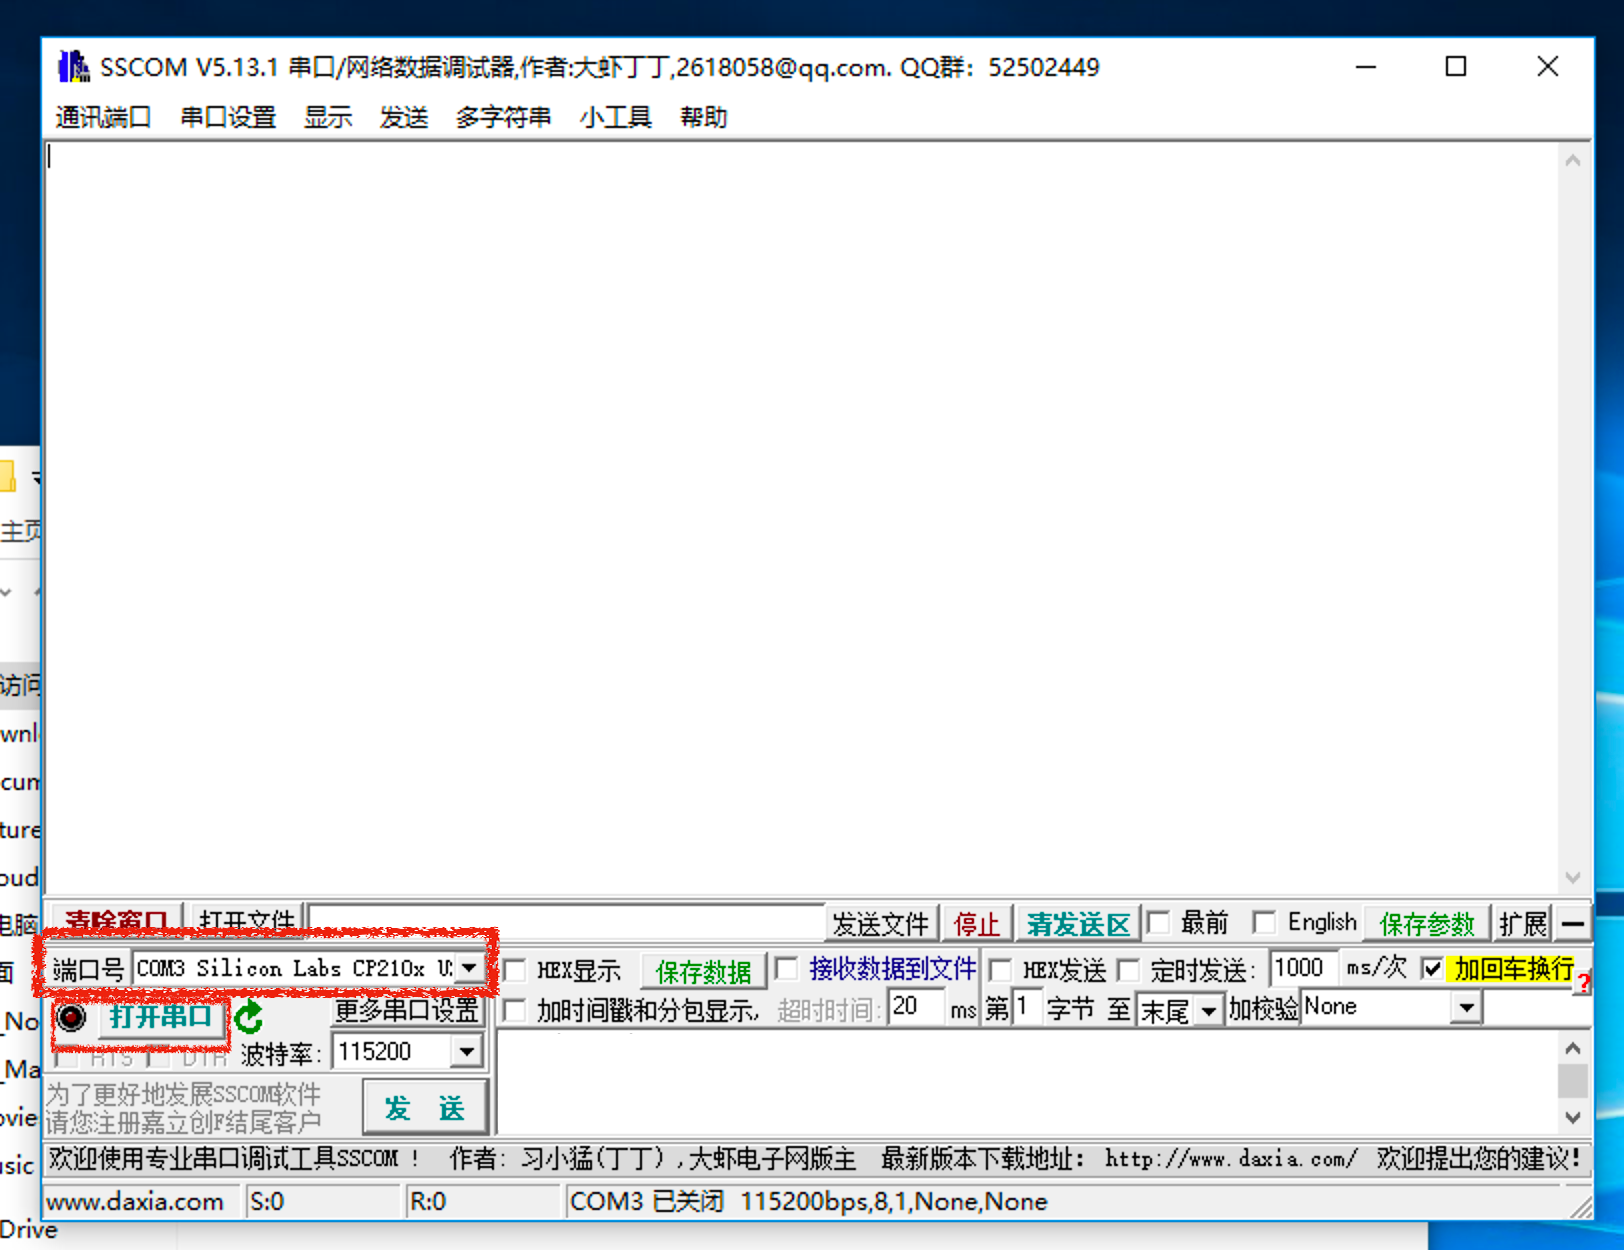 SSCOM V5.13.1 串口/网络数据调试器,作者:大虾丁丁,2618058@qq.com. QQ群: 52502449
通讯端口 串口设置 显示 发送 多字符串 小工具 帮助
主页
访问
清除窗口 打开文件 发送文件 停止 清发送区 最前 English 保存参数 扩展 —
端口号 COM3 Silicon Labs CP210x U HEX显示 保存数据 接收数据到文件 HEX发送 定时发送: 1000 ms/次 加回车换行 ?
打开串口 更多串口设置 加时间戳和分包显示, 超时时间: 20 ms 第 1 字节 至 末尾 加校验 None
RTS DTR 波特率: 115200
为了更好地发展SSCOM软件
请您注册嘉立创F结尾客户
发 送
欢迎使用专业串口调试工具SSCOM ! 作者: 习小猛(丁丁) ,大虾电子网版主 最新版本下载地址: http://www.daxia.com/ 欢迎提出您的建议!
www.daxia.com S:0 R:0 COM3 已关闭 115200bps,8,1,None,None
Drive